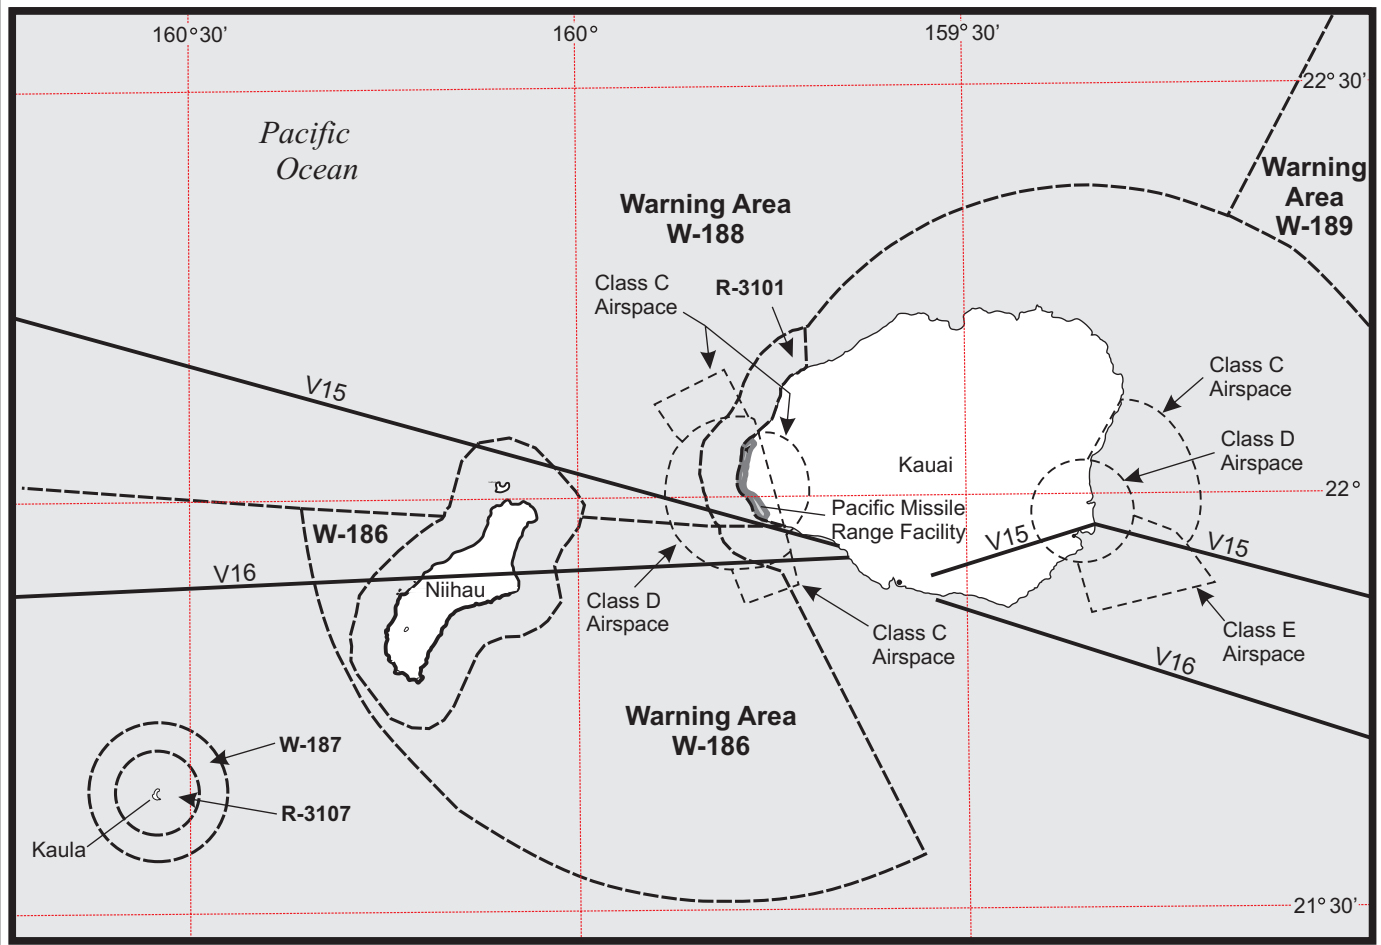 160° 30'
160°
159° 30'
22° 30'
Pacific
Ocean
Warning
Area
W-189
Warning Area
W-188
Class C
Airspace
R-3101
Class C
Airspace
V15
Class D
Airspace
Kauai
22°
Pacific Missile
Range Facility
W-186
V15
V15
V16
Niihau
Class D
Airspace
Class C
Airspace
Class E
Airspace
V16
Warning Area
W-186
W-187
R-3107
Kaula
21° 30'